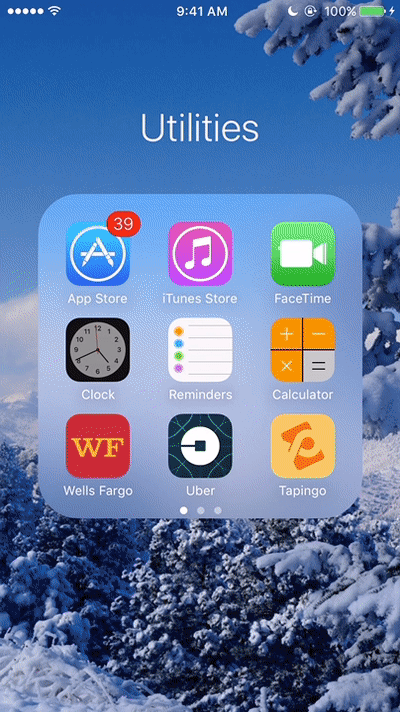 9:41 AM 100%
Utilities
39
App Store iTunes Store FaceTime
Clock Reminders Calculator
WF
Wells Fargo Uber Tapingo